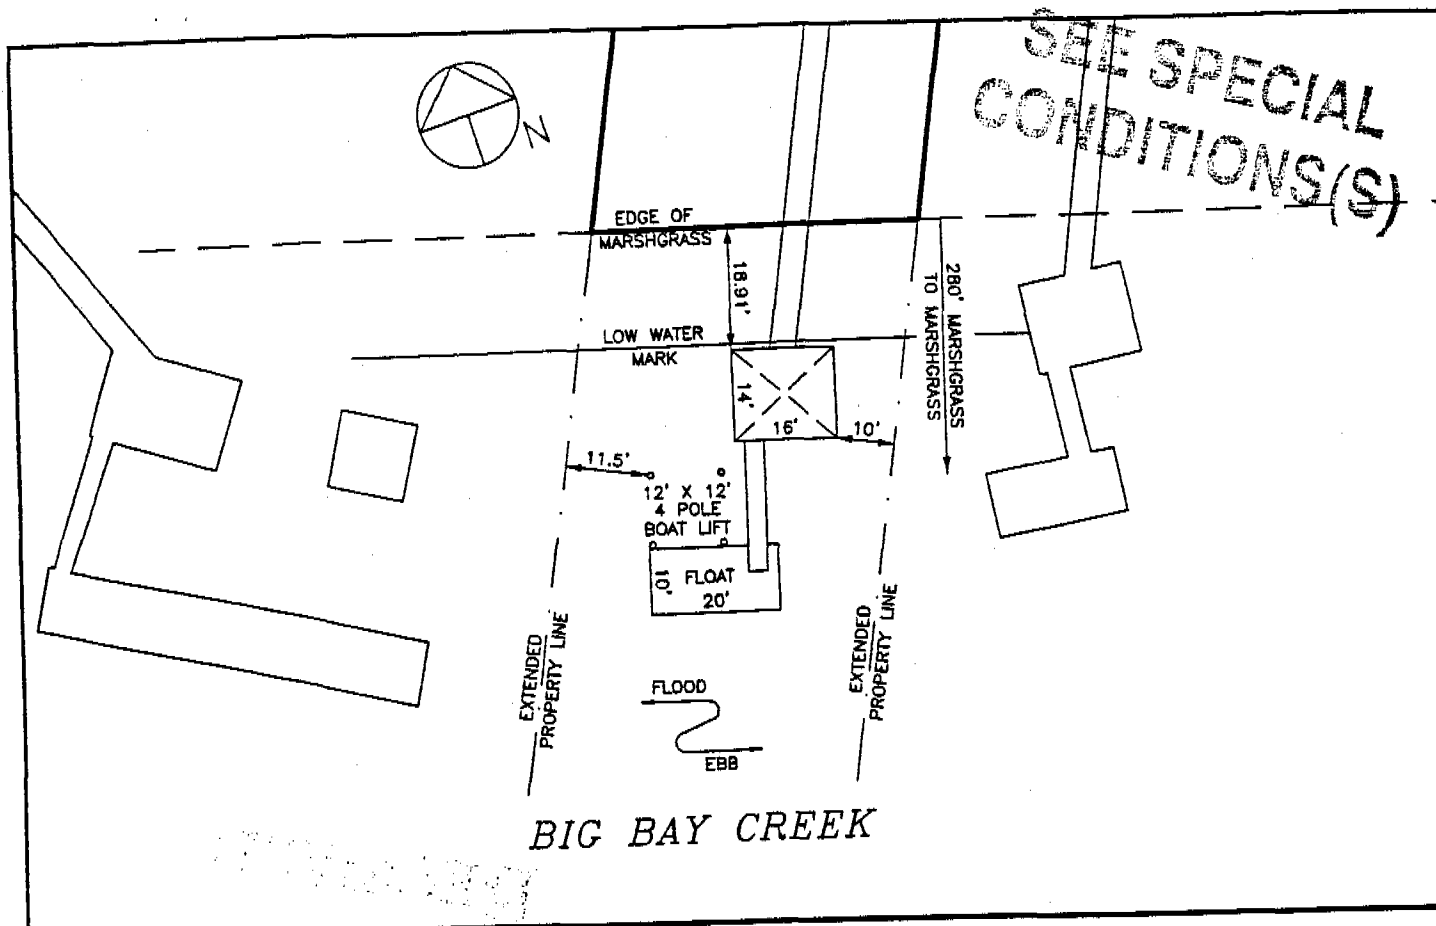 SEE SPECIAL
CONDITIONS(S)
N
EDGE OF
MARSHGRASS
18.91'
280' MARSHGRASS
TO MARSHGRASS
LOW WATER
MARK
14'
16'
10'
11.5'
12' X 12'
4 POLE
BOAT LIFT
10'
FLOAT
20'
EXTENDED
PROPERTY LINE
EXTENDED
PROPERTY LINE
FLOOD
EBB
BIG BAY CREEK